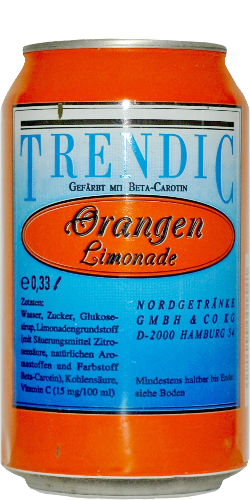 TRENDIC
GEFÄRBT MIT BETA-CAROTIN
Orangen
Limonade
e 0,33 l
Zutaten:
Wasser, Zucker, Glukose-
sirup, Limonadengrundstoff
(mit Säuerungsmittel Zitro-
nensäure, natürlichen Aro-
mastoffen und Farbstoff
Beta-Carotin), Kohlensäure,
Vitamin C (15 mg/100 ml)
NORDGETRÄNKE
GMBH & CO KG
D-2000 HAMBURG 54
Mindestens haltbar bis Ende:
siehe Boden